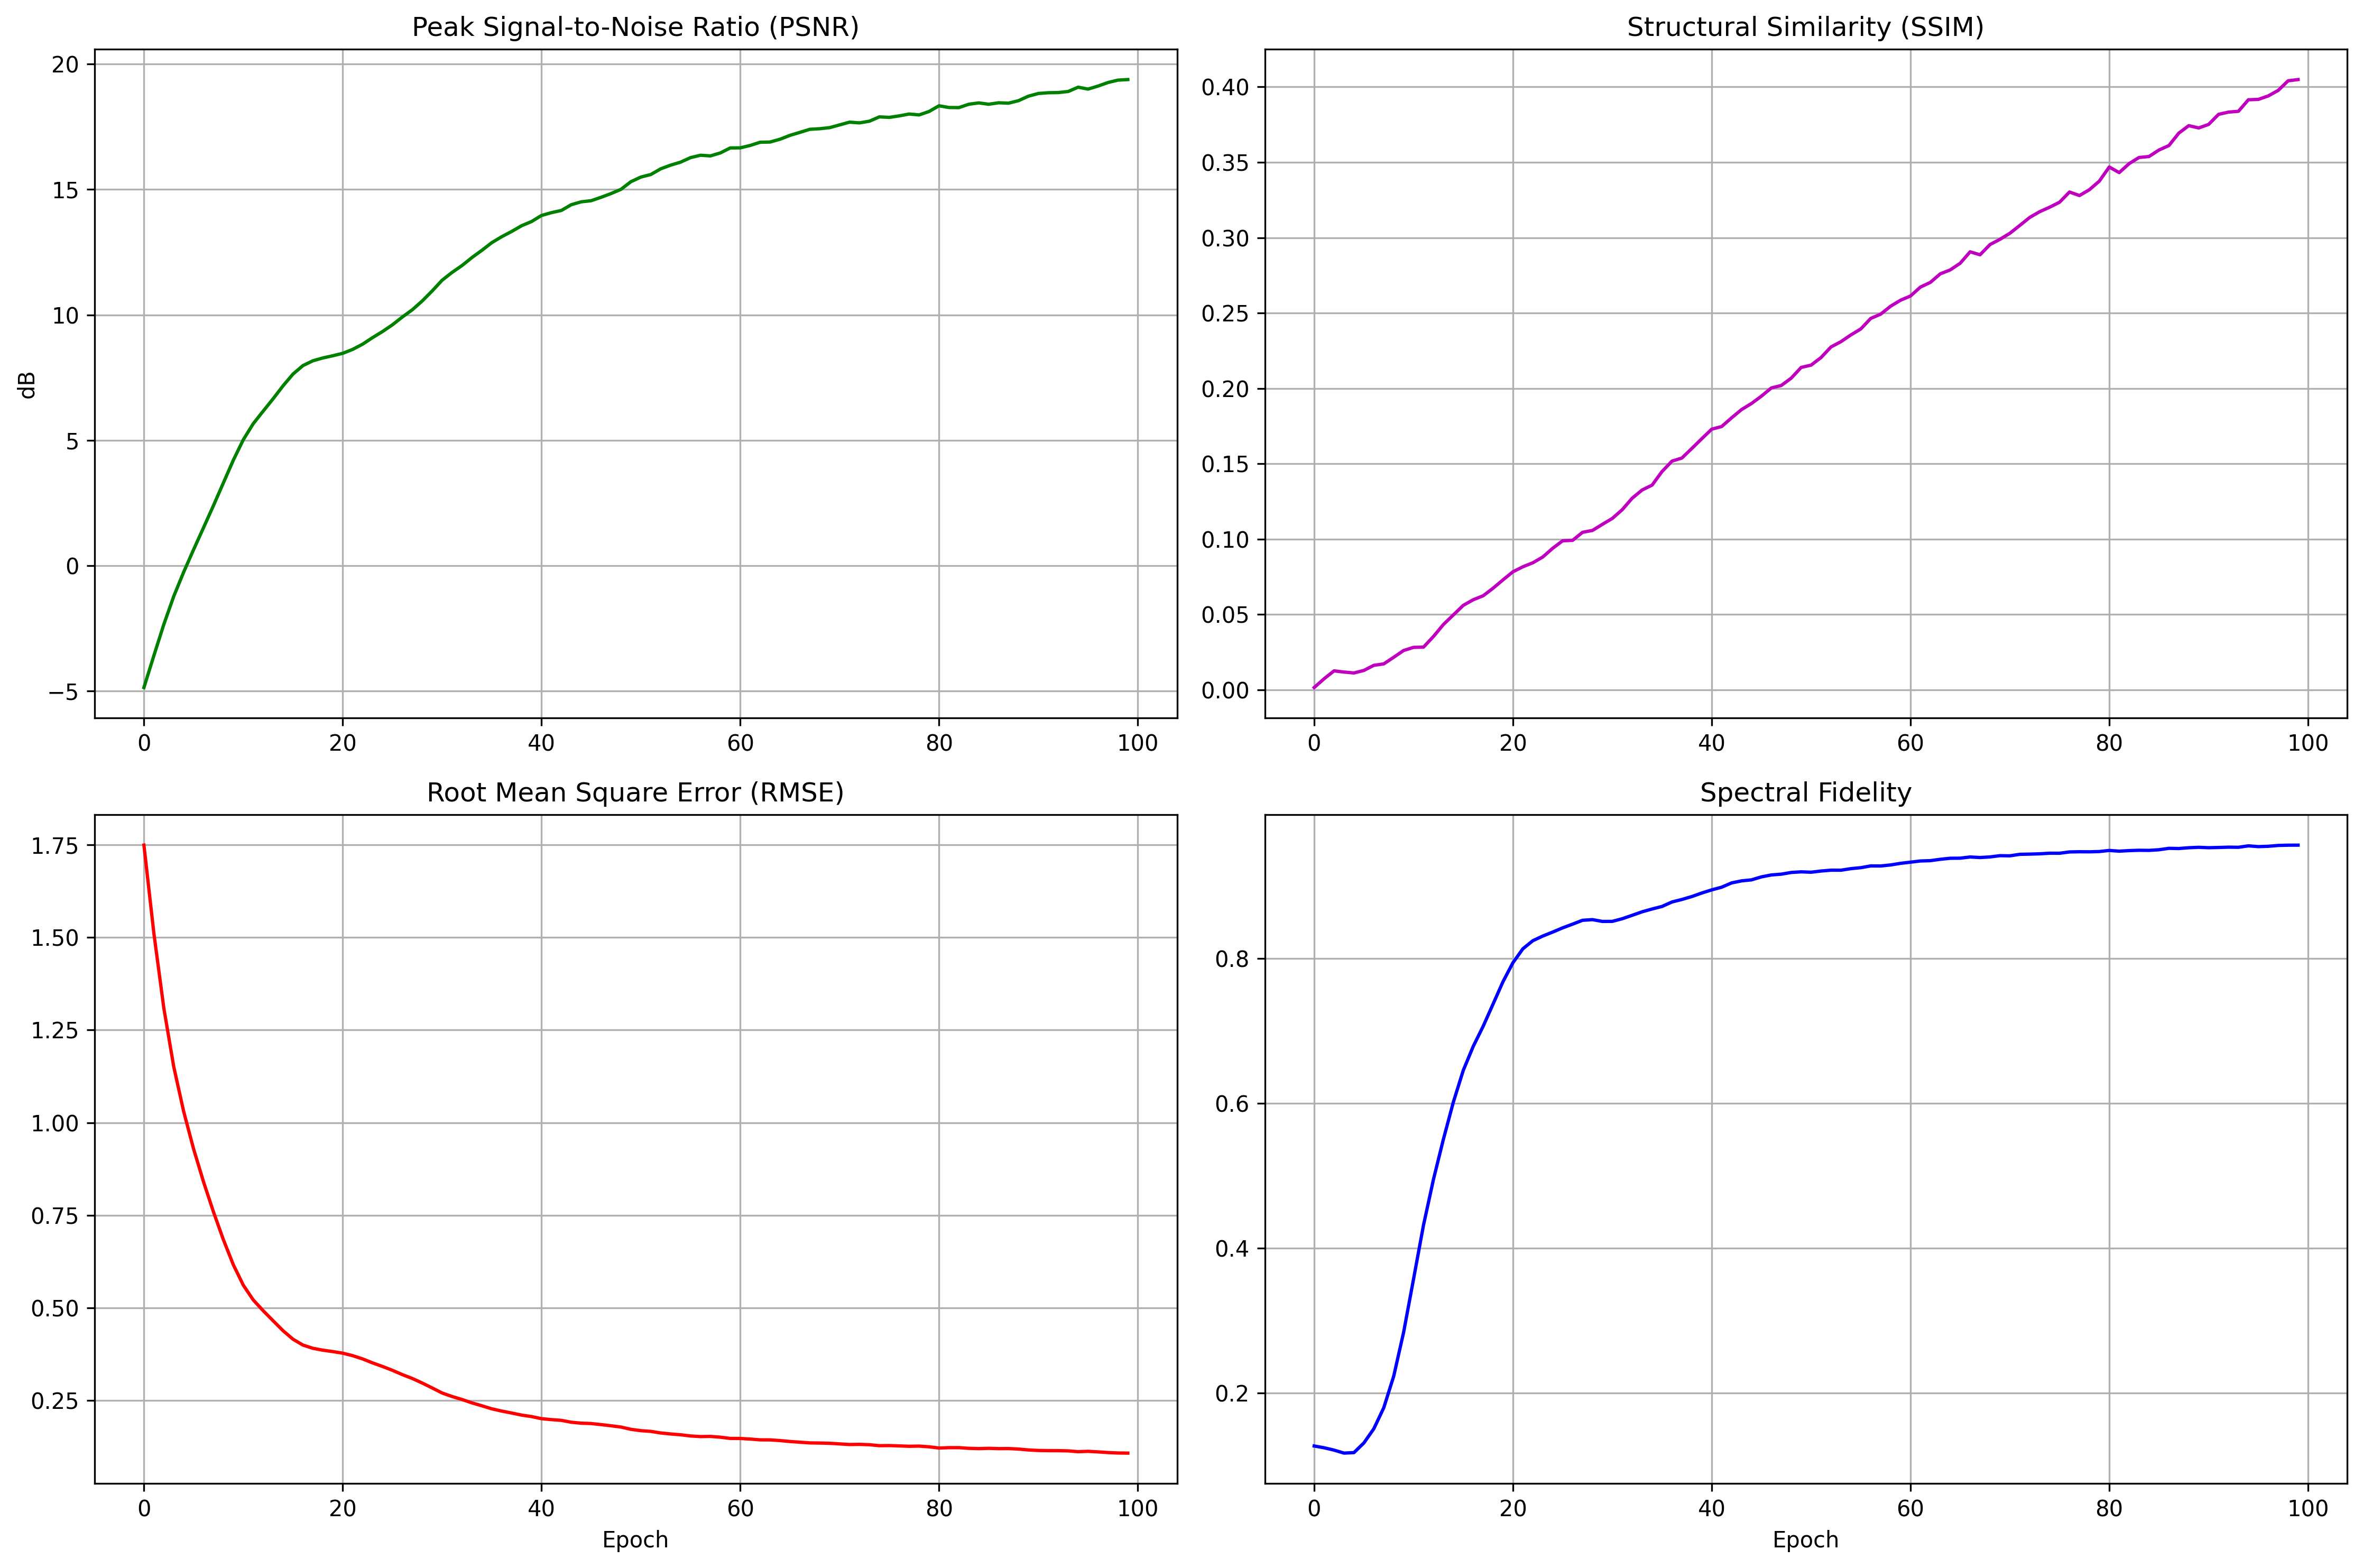 Peak Signal-to-Noise Ratio (PSNR)
20
15
10
5
0
−5
dB
0 20 40 60 80 100
Structural Similarity (SSIM)
0.40
0.35
0.30
0.25
0.20
0.15
0.10
0.05
0.00
0 20 40 60 80 100
Root Mean Square Error (RMSE)
1.75
1.50
1.25
1.00
0.75
0.50
0.25
0 20 40 60 80 100
Epoch
Spectral Fidelity
0.8
0.6
0.4
0.2
0 20 40 60 80 100
Epoch